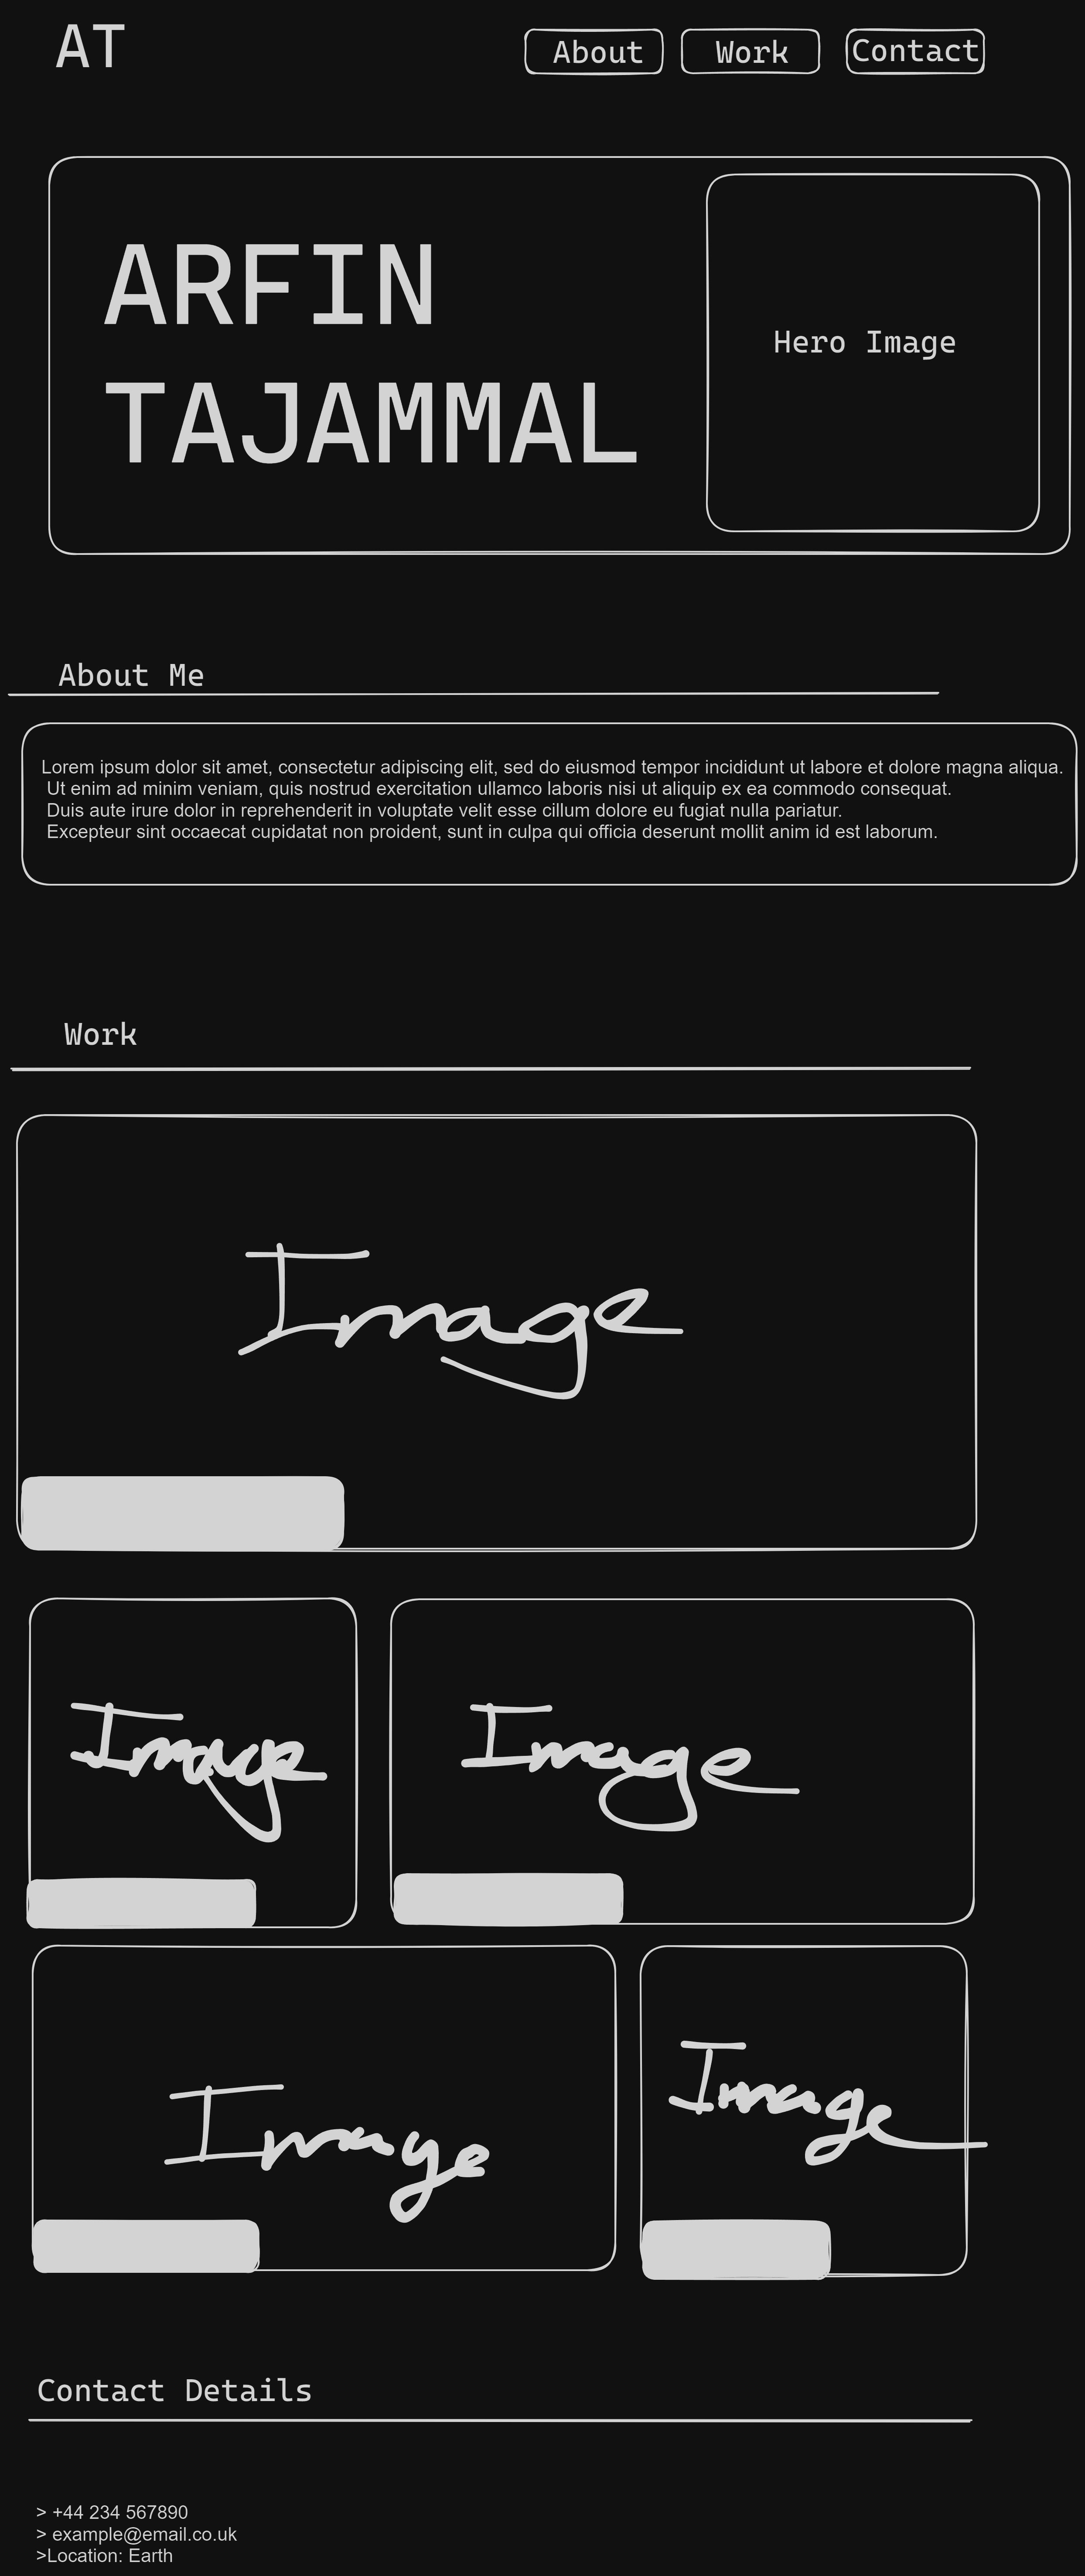 AT
About Work Contact
ARFIN
TAJAMMAL
Hero Image
About Me
Lorem ipsum dolor sit amet, consectetur adipiscing elit, sed do eiusmod tempor incididunt ut labore et dolore magna aliqua.
Ut enim ad minim veniam, quis nostrud exercitation ullamco laboris nisi ut aliquip ex ea commodo consequat.
Duis aute irure dolor in reprehenderit in voluptate velit esse cillum dolore eu fugiat nulla pariatur.
Excepteur sint occaecat cupidatat non proident, sunt in culpa qui officia deserunt mollit anim id est laborum.
Work
Image
Image Image
Image Image
Contact Details
> +44 234 567890
> example@email.co.uk
>Location: Earth